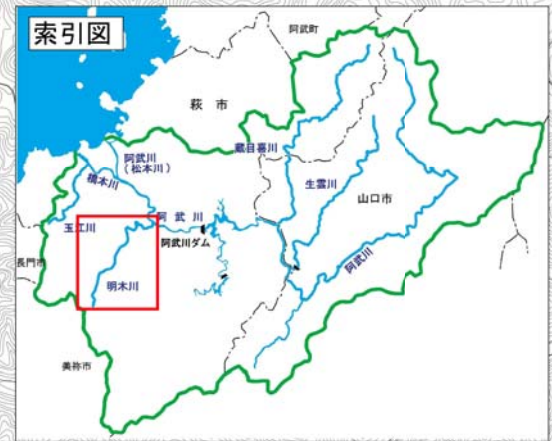 索引図
阿武町
萩市
蔵目喜川
阿武川
(松本川)
橋本川
生雲川
山口市
玉江川
阿武川
阿武川ダム
長門市
明木川
阿武川
美祢市